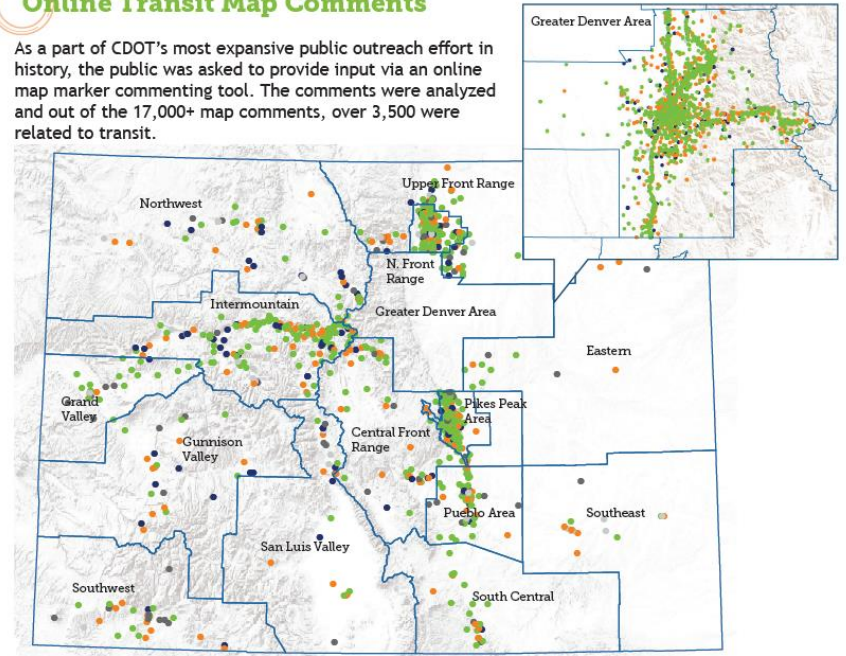 Online Transit Map Comments
As a part of CDOT's most expansive public outreach effort in
history, the public was asked to provide input via an online
map marker commenting tool. The comments were analyzed
and out of the 17,000+ map comments, over 3,500 were
related to transit.
Greater Denver Area
Northwest
Upper Front Range
N. Front
Range
Intermountain
Greater Denver Area
Eastern
Grand
Valley
Pikes Peak
Area
Gunnison
Valley
Central Front
Range
Pueblo Area
Southeast
San Luis Valley
Southwest
South Central